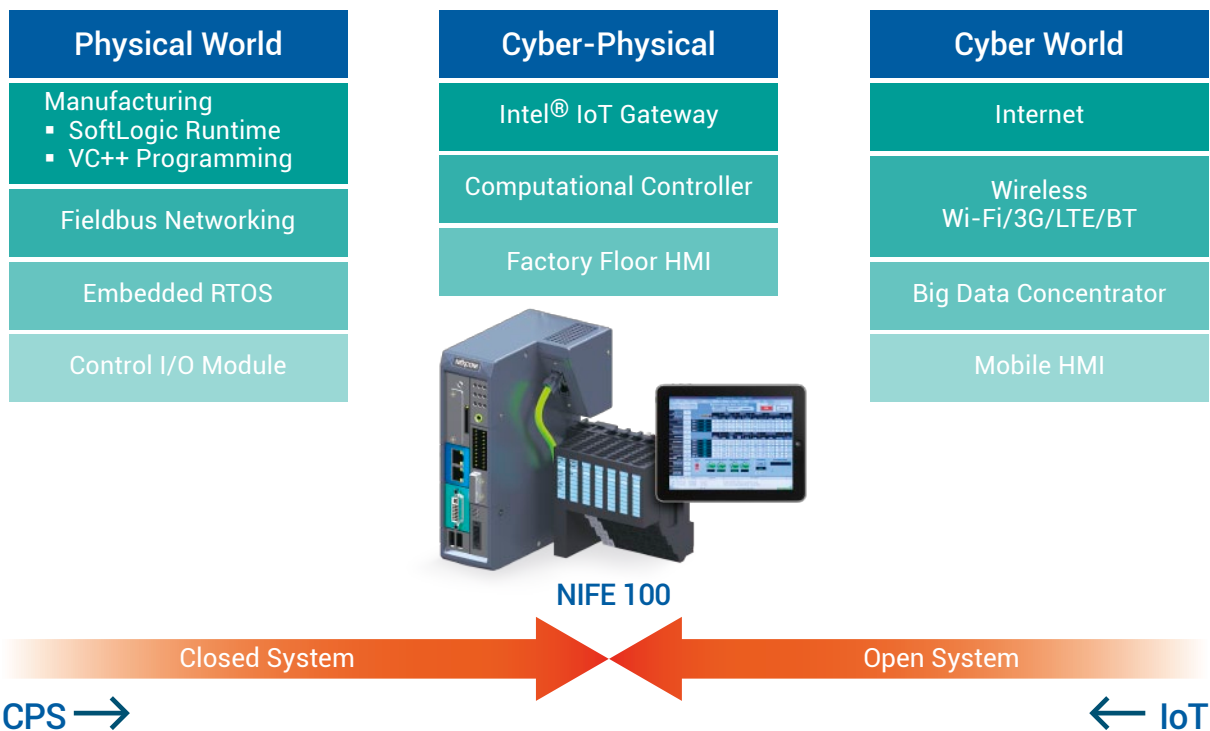 Physical World
Manufacturing
▪ SoftLogic Runtime
▪ VC++ Programming
Fieldbus Networking
Embedded RTOS
Control I/O Module
Cyber-Physical
Intel® IoT Gateway
Computational Controller
Factory Floor HMI
Cyber World
Internet
Wireless
Wi-Fi/3G/LTE/BT
Big Data Concentrator
Mobile HMI
NIFE 100
Closed System
Open System
CPS
IoT